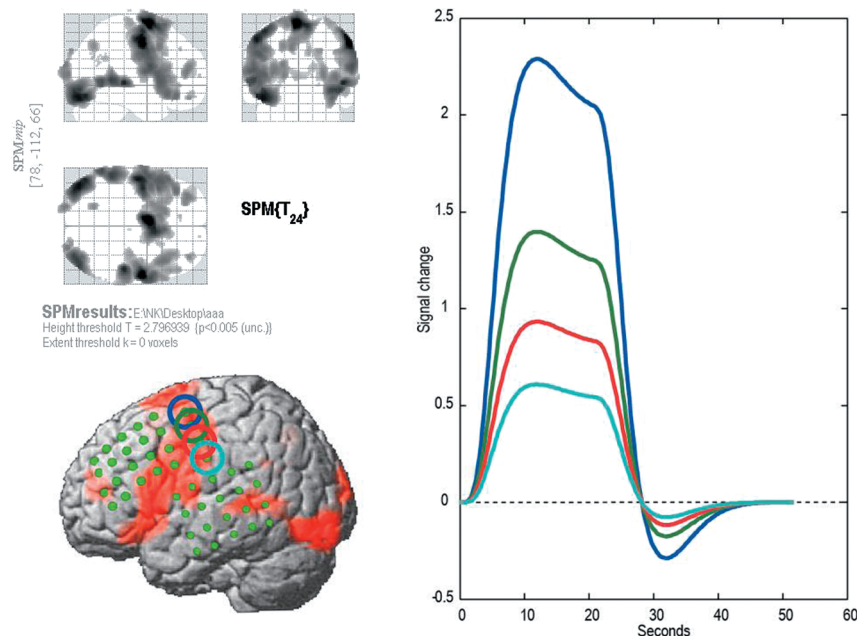 SPMmip
[78, -112, 66]
SPM{T24}
SPMresults: E:\NK\Desktop\aaa
Height threshold T = 2.796939 {p<0.005 (unc.)}
Extent threshold k = 0 voxels
Signal change
2.5
2
1.5
1
0.5
0
-0.5
0
10
20
30
40
50
60
Seconds